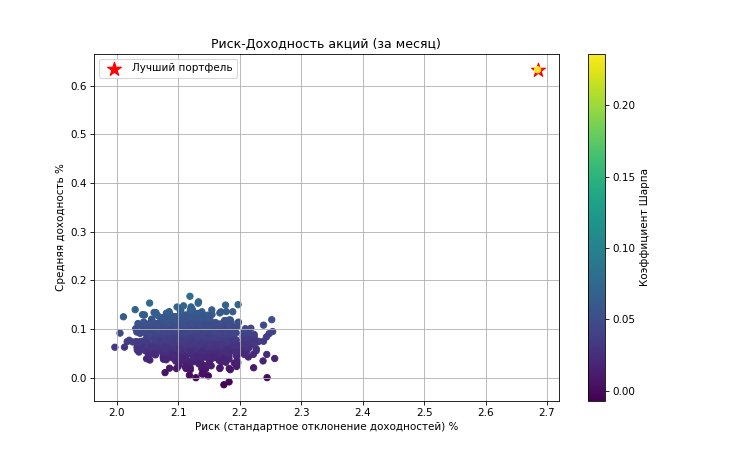 Риск-Доходность акций (за месяц)
Лучший портфель
Средняя доходность %
0.6
0.5
0.4
0.3
0.2
0.1
0.0
2.0 2.1 2.2 2.3 2.4 2.5 2.6 2.7
Риск (стандартное отклонение доходностей) %
0.20
0.15
0.10
0.05
0.00
Коэффициент Шарпа